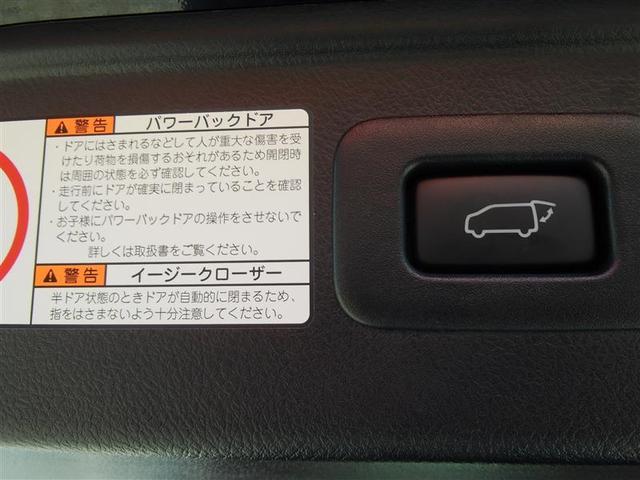 警告 パワーバックドア
・ドアにはさまれるなどして人が重大な傷害を受
けたり荷物を損傷するおそれがあるため開閉時
は周囲の状態を必ず確認してください。
・走行前にドアが確実に閉まっていることを確認
してください。
・お子様にパワーバックドアの操作をさせないで
ください。
詳しくは取扱書をご覧ください。
警告 イージークローザー
半ドア状態のときドアが自動的に閉まるため、
指をはさまないよう十分注意してください。